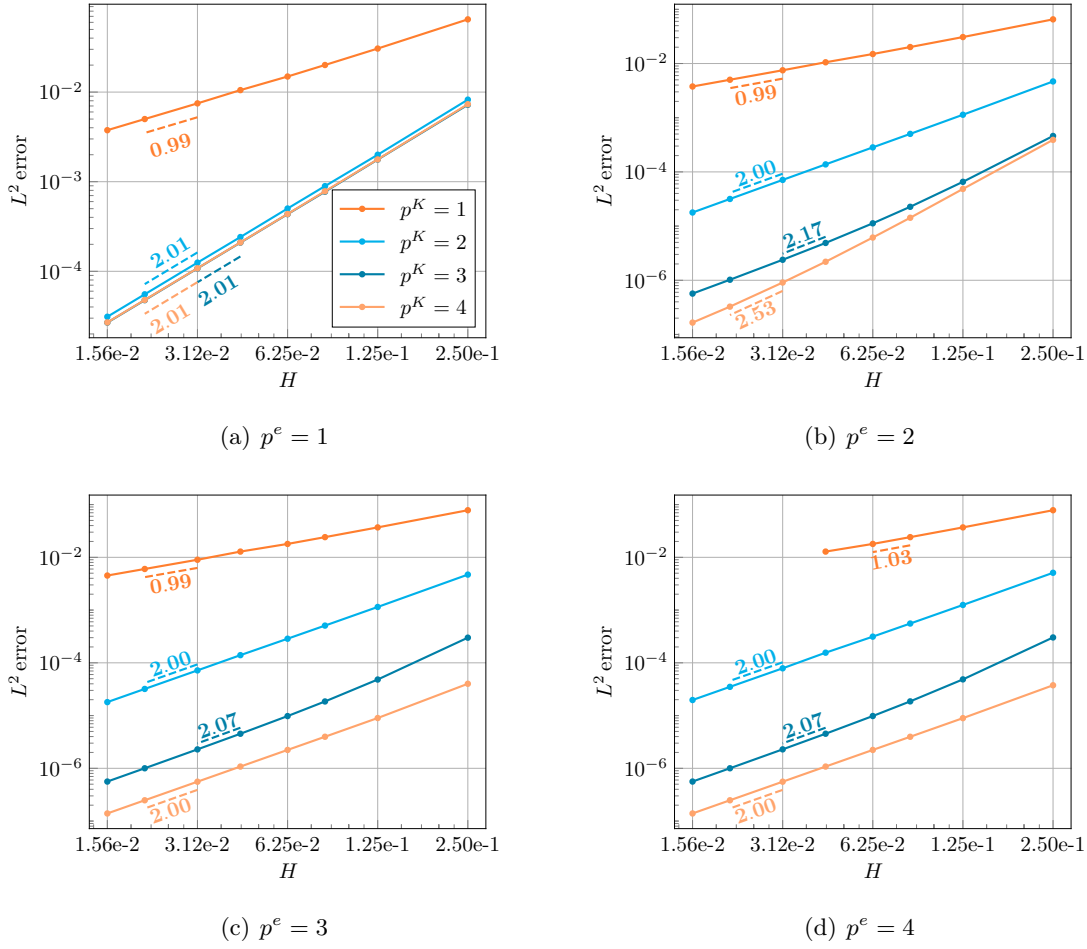 10^{-2}
10^{-3}
10^{-4}
L^2 error
0.99
2.01
2.01
2.01
p^K = 1
p^K = 2
p^K = 3
p^K = 4
1.56e-2 3.12e-2 6.25e-2 1.25e-1 2.50e-1
H
(a) p^e = 1
10^{-2}
10^{-4}
10^{-6}
L^2 error
0.99
2.00
2.17
2.53
1.56e-2 3.12e-2 6.25e-2 1.25e-1 2.50e-1
H
(b) p^e = 2
10^{-2}
10^{-4}
10^{-6}
L^2 error
0.99
2.00
2.07
2.00
1.56e-2 3.12e-2 6.25e-2 1.25e-1 2.50e-1
H
(c) p^e = 3
10^{-2}
10^{-4}
10^{-6}
L^2 error
1.03
2.00
2.07
2.00
1.56e-2 3.12e-2 6.25e-2 1.25e-1 2.50e-1
H
(d) p^e = 4